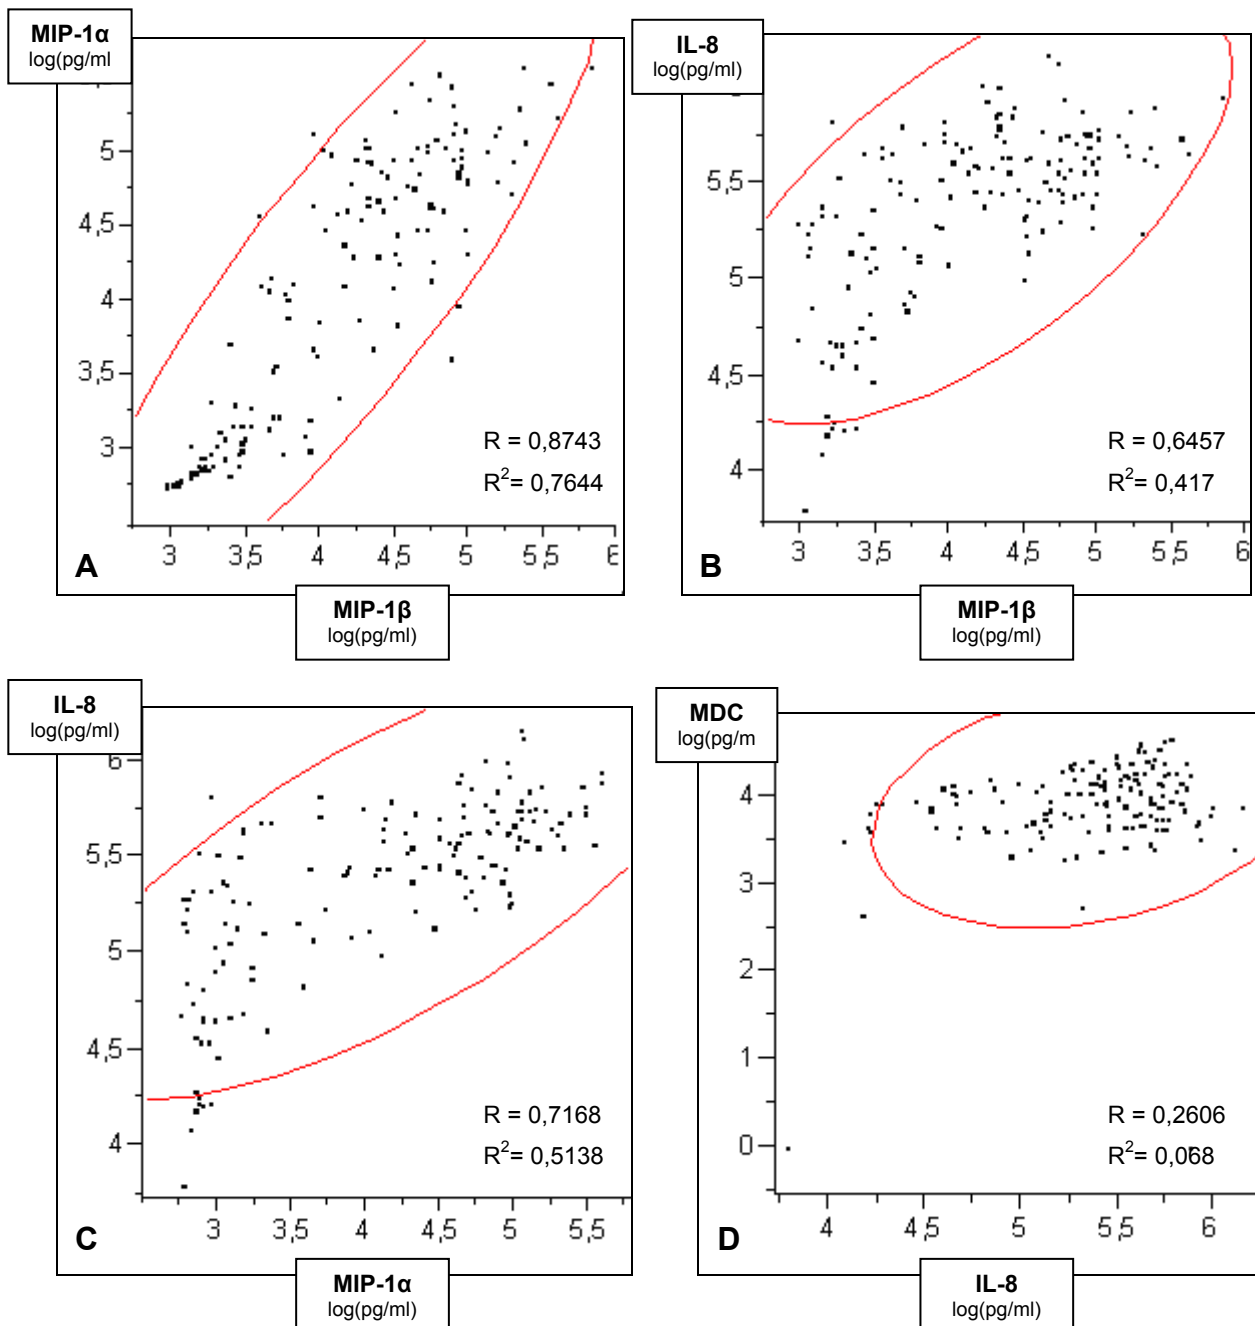 MIP-1α
log(pg/ml
5
4,5
4
3,5
3
R = 0,8743
R²= 0,7644
3 3,5 4 4,5 5 5,5 6
A
MIP-1β
log(pg/ml)
IL-8
log(pg/ml)
5,5
5
4,5
4
R = 0,6457
R²= 0,417
3 3,5 4 4,5 5 5,5 6
B
MIP-1β
log(pg/ml)
IL-8
log(pg/ml)
6
5,5
5
4,5
4
R = 0,7168
R²= 0,5138
3 3,5 4 4,5 5 5,5
C
MIP-1α
log(pg/ml)
MDC
log(pg/m
4
3
2
1
0
R = 0,2606
R²= 0,068
4 4,5 5 5,5 6
D
IL-8
log(pg/ml)